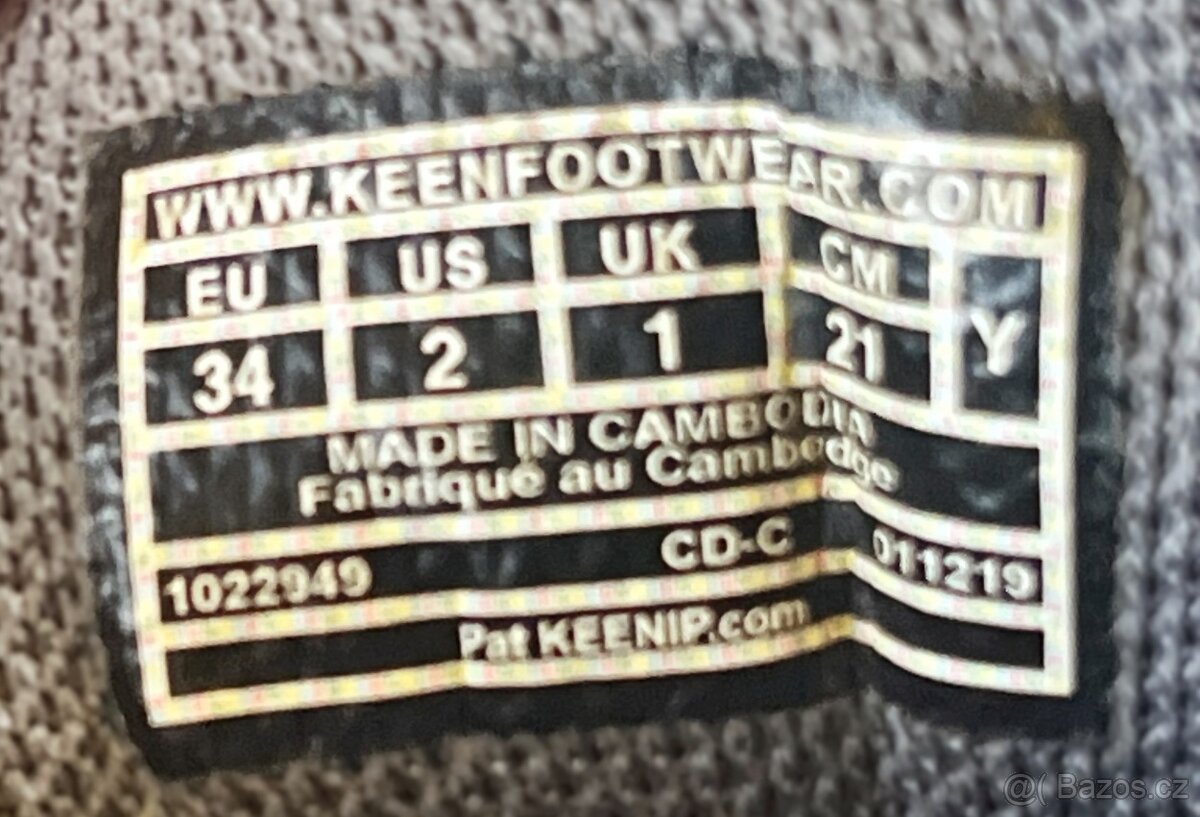 WWW.KEENFOOTWEAR.COM
EU US UK CM Y
34 2 1 21
MADE IN CAMBODIA
Fabriqué au Cambodge
1022949 CD-C 011219
Pat KEENIP.com
@( Bazos.cz